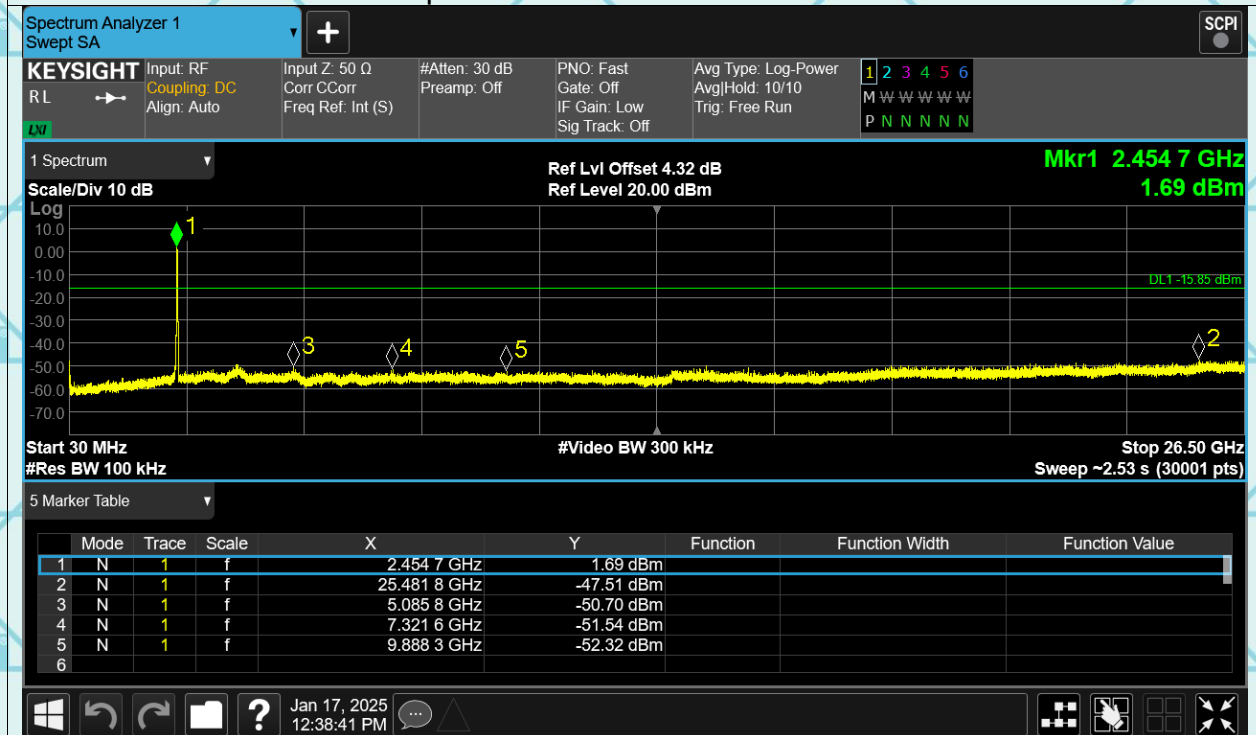 Spectrum Analyzer 1
Swept SA
+
SCPI
KEYSIGHT
RL
LXI
Input: RF
Coupling: DC
Align: Auto
Input Z: 50 Ω
Corr CCorr
Freq Ref: Int (S)
#Atten: 30 dB
Preamp: Off
PNO: Fast
Gate: Off
IF Gain: Low
Sig Track: Off
Avg Type: Log-Power
Avg|Hold: 10/10
Trig: Free Run
1 2 3 4 5 6
M W W W W W
P N N N N N
1 Spectrum
Scale/Div 10 dB
Ref Lvl Offset 4.32 dB
Ref Level 20.00 dBm
Mkr1 2.454 7 GHz
1.69 dBm
Log
10.0
0.00
-10.0
-20.0
-30.0
-40.0
-50.0
-60.0
-70.0
1
DL1 -15.85 dBm
3
4
5
2
Start 30 MHz
#Video BW 300 kHz
Stop 26.50 GHz
#Res BW 100 kHz
Sweep ~2.53 s (30001 pts)
5 Marker Table
Mode Trace Scale X Y Function Function Width Function Value
1 N 1 f 2.454 7 GHz 1.69 dBm
2 N 1 f 25.481 8 GHz -47.51 dBm
3 N 1 f 5.085 8 GHz -50.70 dBm
4 N 1 f 7.321 6 GHz -51.54 dBm
5 N 1 f 9.888 3 GHz -52.32 dBm
6
?
Jan 17, 2025
12:38:41 PM